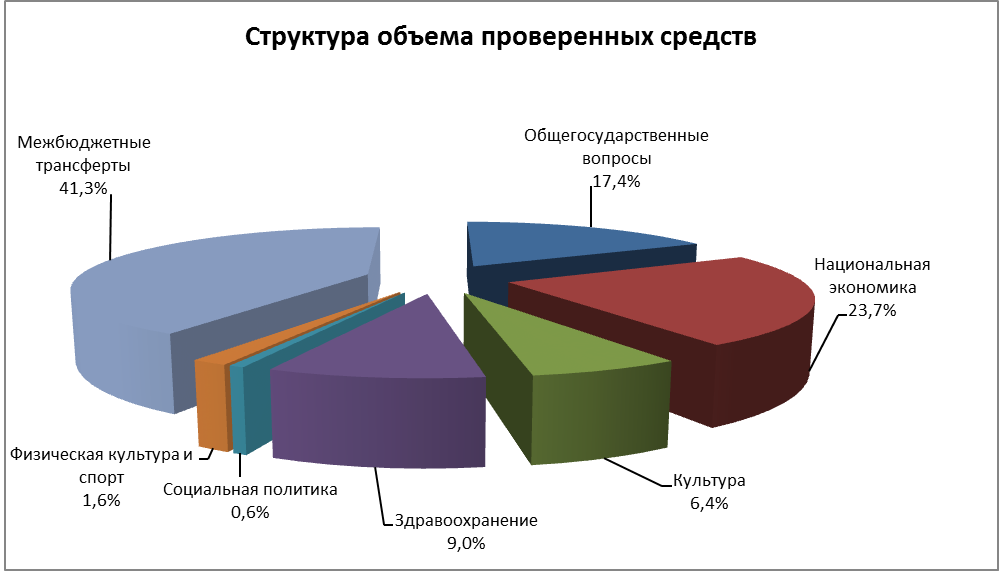 Структура объема проверенных средств
Межбюджетные
трансферты
41,3%
Общегосударственные
вопросы
17,4%
Национальная
экономика
23,7%
Физическая культура и
спорт
1,6%
Социальная политика
0,6%
Здравоохранение
9,0%
Культура
6,4%